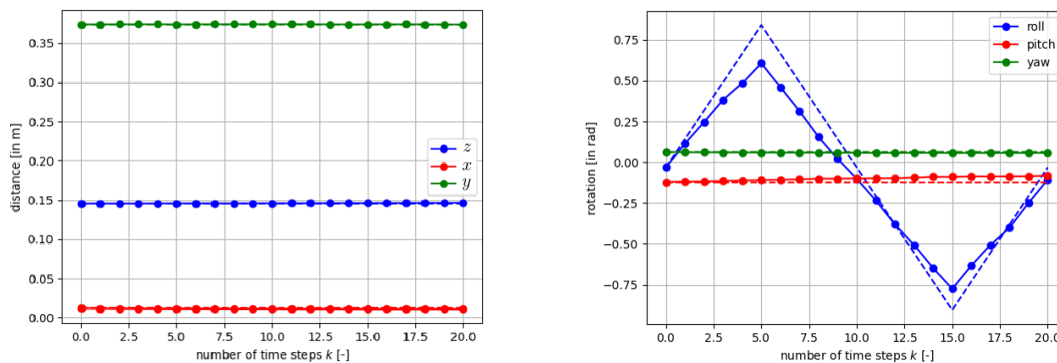 0.35
0.30
0.25
0.20
0.15
0.10
0.05
0.00
distance [in m]
z
x
y
0.0 2.5 5.0 7.5 10.0 12.5 15.0 17.5 20.0
number of time steps k [-]
0.75
0.50
0.25
0.00
−0.25
−0.50
−0.75
rotation [in rad]
roll
pitch
yaw
0.0 2.5 5.0 7.5 10.0 12.5 15.0 17.5 20.0
number of time steps k [-]